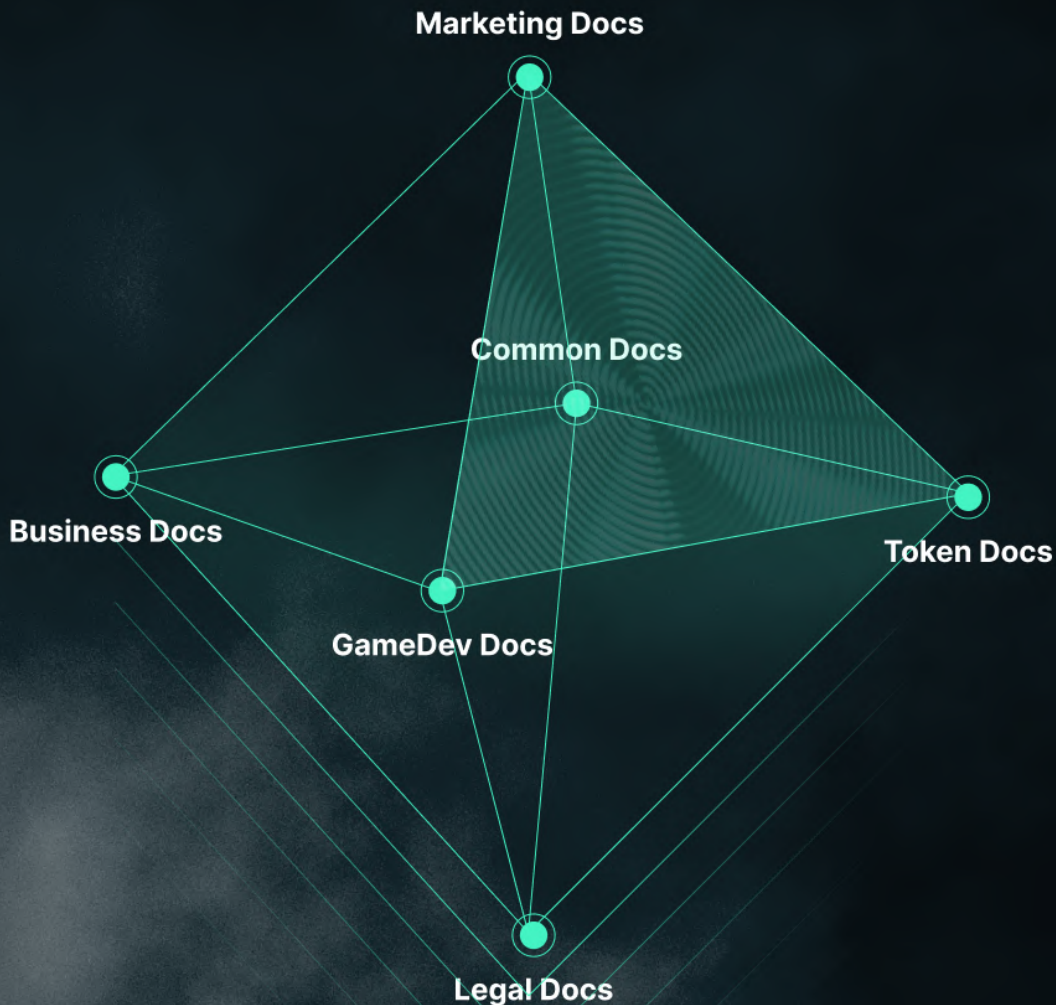 Marketing Docs
Common Docs
Business Docs
Token Docs
GameDev Docs
Legal Docs